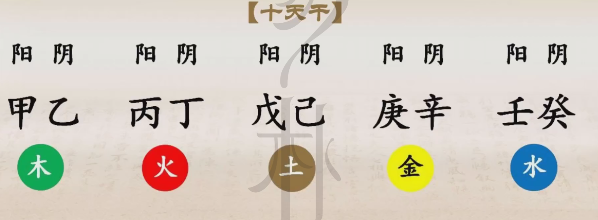 【十天干】
阳 阴 阳 阴 阳 阴 阳 阴 阳 阴
甲乙 丙丁 戊己 庚辛 壬癸
木 火 土 金 水